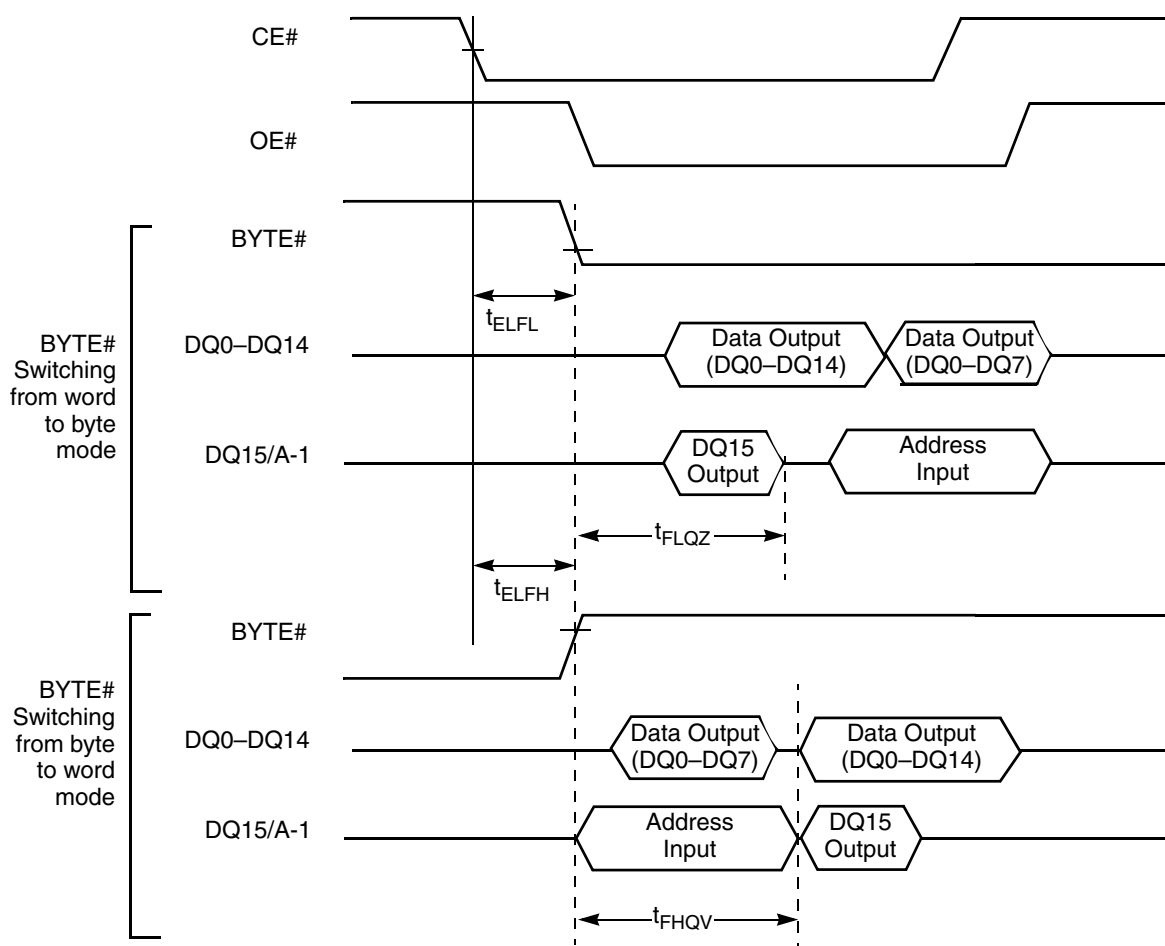 CE#
OE#
BYTE#
tELFL
BYTE#
Switching
from word
to byte
mode
DQ0–DQ14
Data Output
(DQ0–DQ14)
Data Output
(DQ0–DQ7)
DQ15/A-1
DQ15
Output
Address
Input
tFLQZ
tELFH
BYTE#
BYTE#
Switching
from byte
to word
mode
DQ0–DQ14
Data Output
(DQ0–DQ7)
Data Output
(DQ0–DQ14)
DQ15/A-1
Address
Input
DQ15
Output
tFHQV